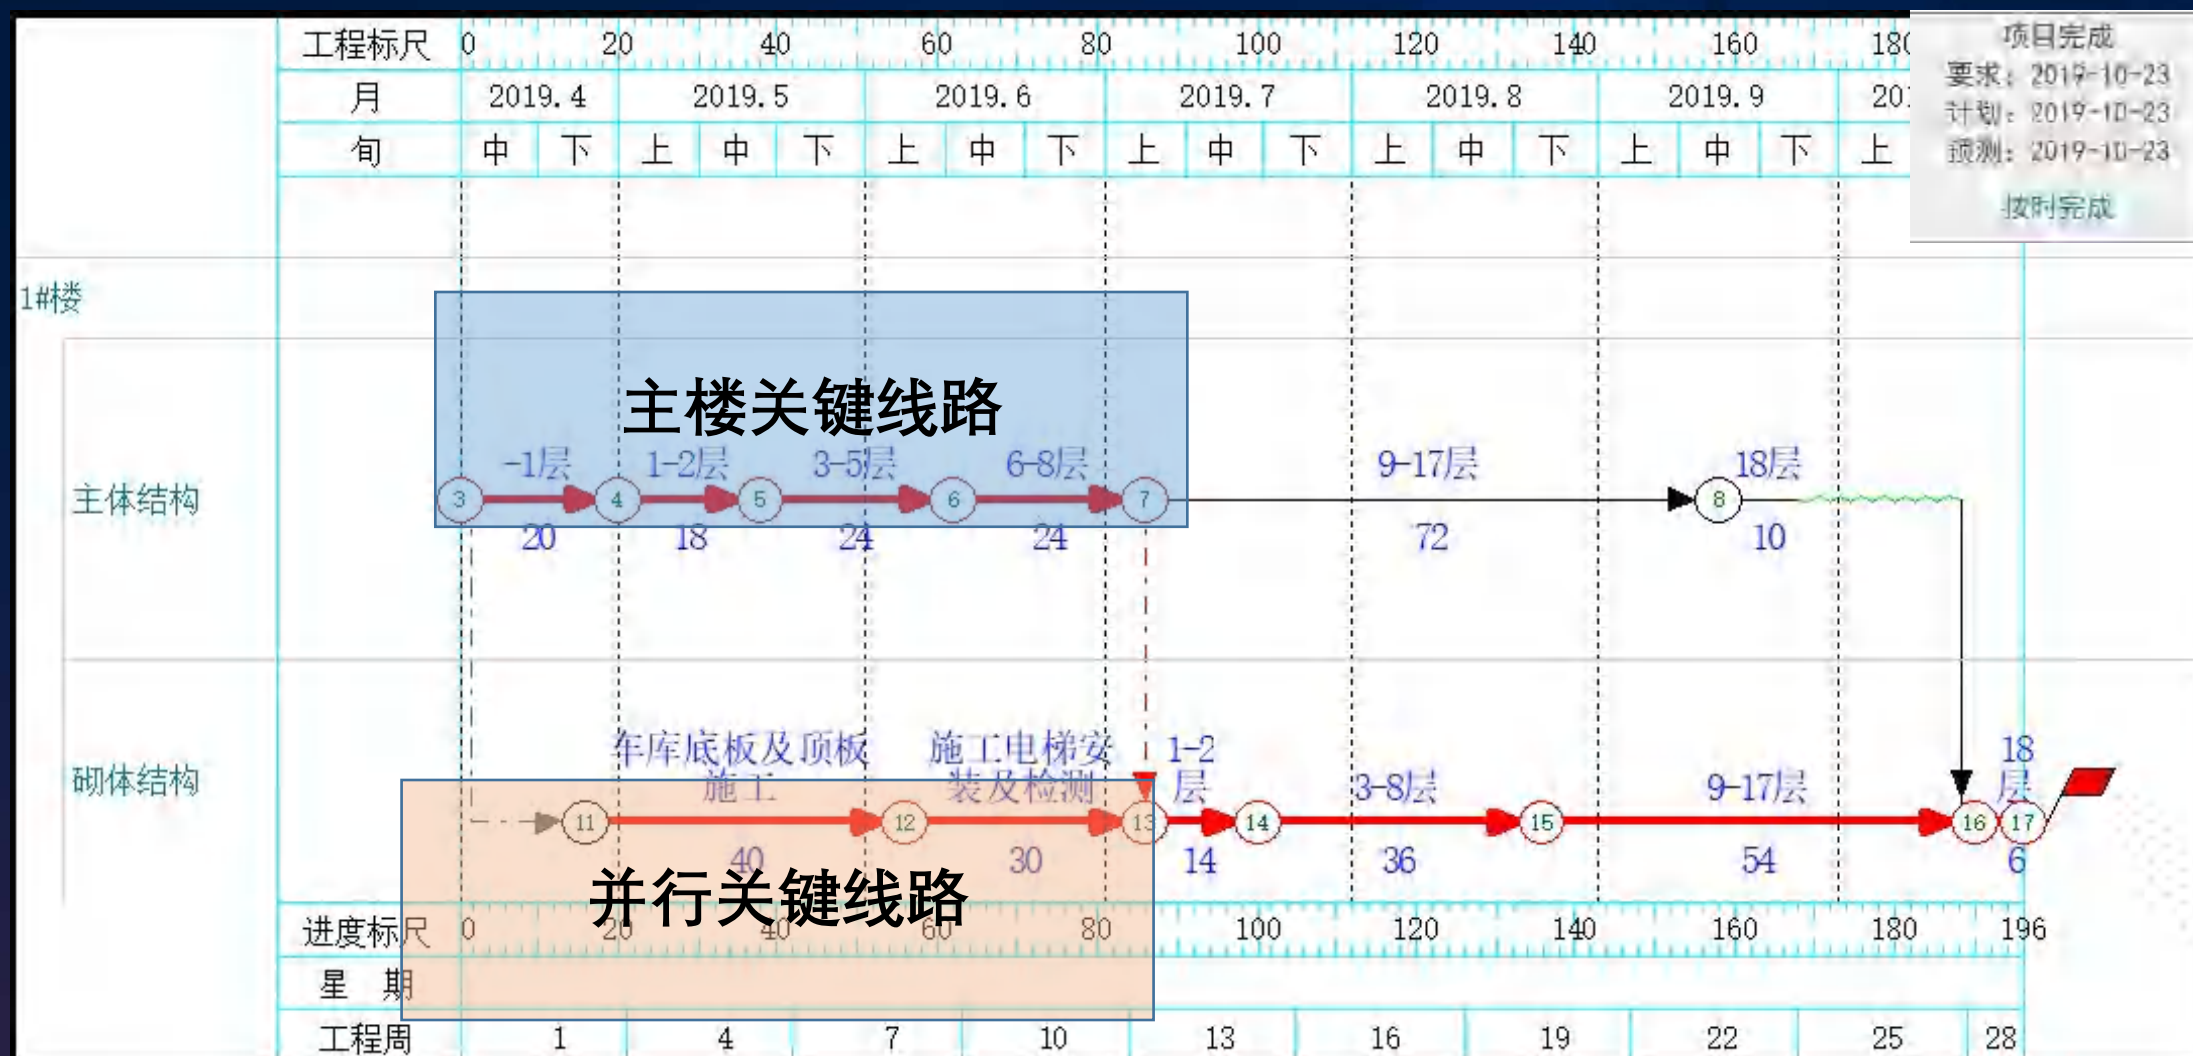 工程标尺 0 20 40 60 80 100 120 140 160 180
项目完成
要求：2019-10-23
计划：2019-10-23
预测：2019-10-23
按时完成
月 2019.4 2019.5 2019.6 2019.7 2019.8 2019.9 201
旬 中 下 上 中 下 上 中 下 上 中 下 上 中 下 上 中 下 上
1#楼
主楼关键线路
-1层 1-2层 3-5层 6-8层 9-17层 18层
主体结构 3 4 5 6 7 8
20 18 24 24 72 10
车库底板及顶板施工 施工电梯安装及检测 1-2层 3-8层 9-17层 18层
砌体结构 11 12 13 14 15 16 17
40 30 14 36 54 6
并行关键线路
进度标尺 0 20 40 60 80 100 120 140 160 180 196
星 期
工程周 1 4 7 10 13 16 19 22 25 28